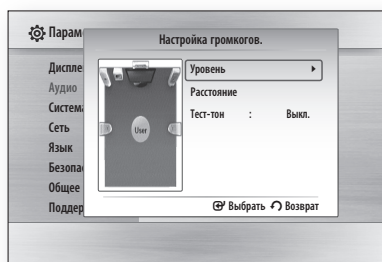 Парам
Настройка громкогов.
Диспле
Аудио
Система
Сеть
Язык
Безопас
Общее
Поддер
User
Уровень
Расстояние
Тест-тон : Выкл.
Выбрать Возврат